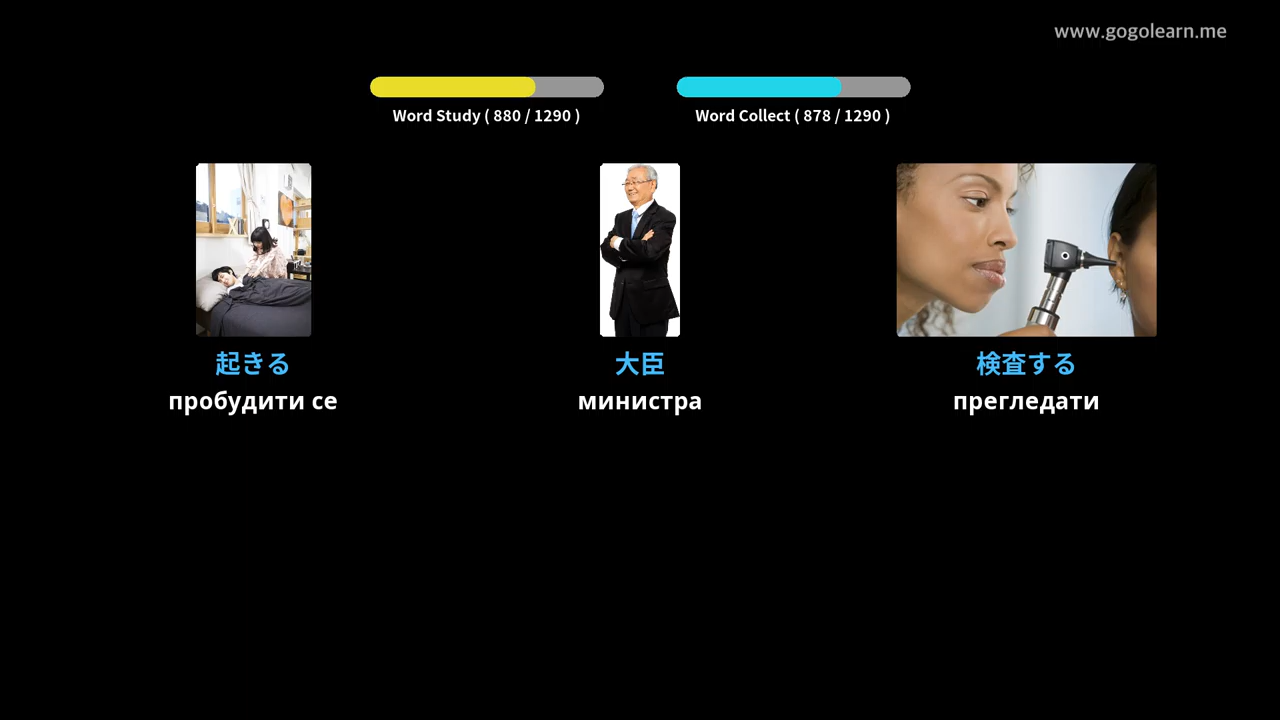 www.gogolearn.me
Word Study ( 880 / 1290 )
Word Collect ( 878 / 1290 )
起きる
大臣
検査する
пробудити се
министра
прегледати